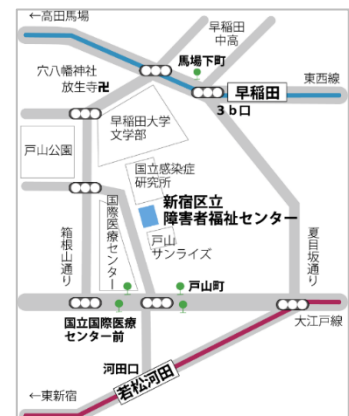 ←高田馬場
早稲田
中高
馬場下町
穴八幡神社
放生寺卍
早稲田
東西線
3b口
早稲田大学
文学部
戸山公園
国立感染症
研究所
新宿区立
障害者福祉センター
国際医療センター
戸山
サンライズ
箱根山通り
夏目坂通り
戸山町
大江戸線
国立国際医療
センター前
河田口
若松河田
←東新宿